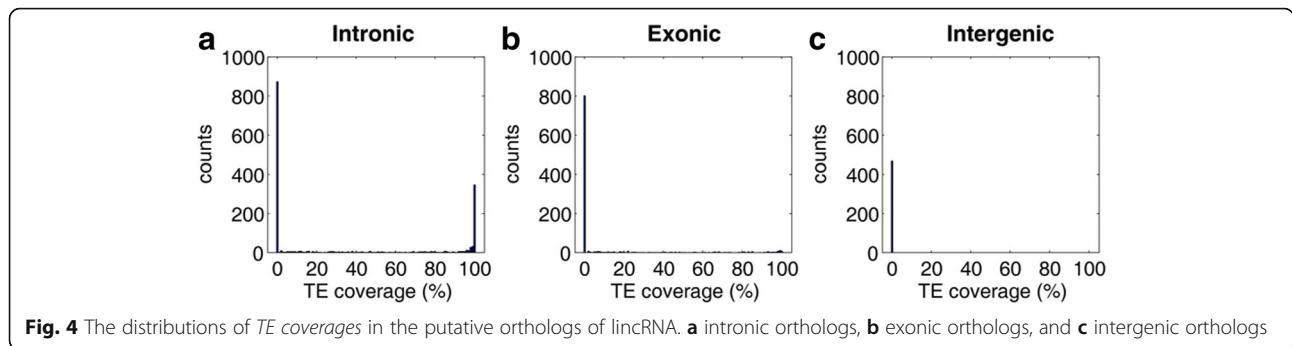 a Intronic
1000
800
600
400
200
0
counts
0 20 40 60 80 100
TE coverage (%)
b Exonic
1000
800
600
400
200
0
counts
0 20 40 60 80 100
TE coverage (%)
c Intergenic
1000
800
600
400
200
0
counts
0 20 40 60 80 100
TE coverage (%)
Fig. 4 The distributions of TE coverages in the putative orthologs of lincRNA. a intronic orthologs, b exonic orthologs, and c intergenic orthologs